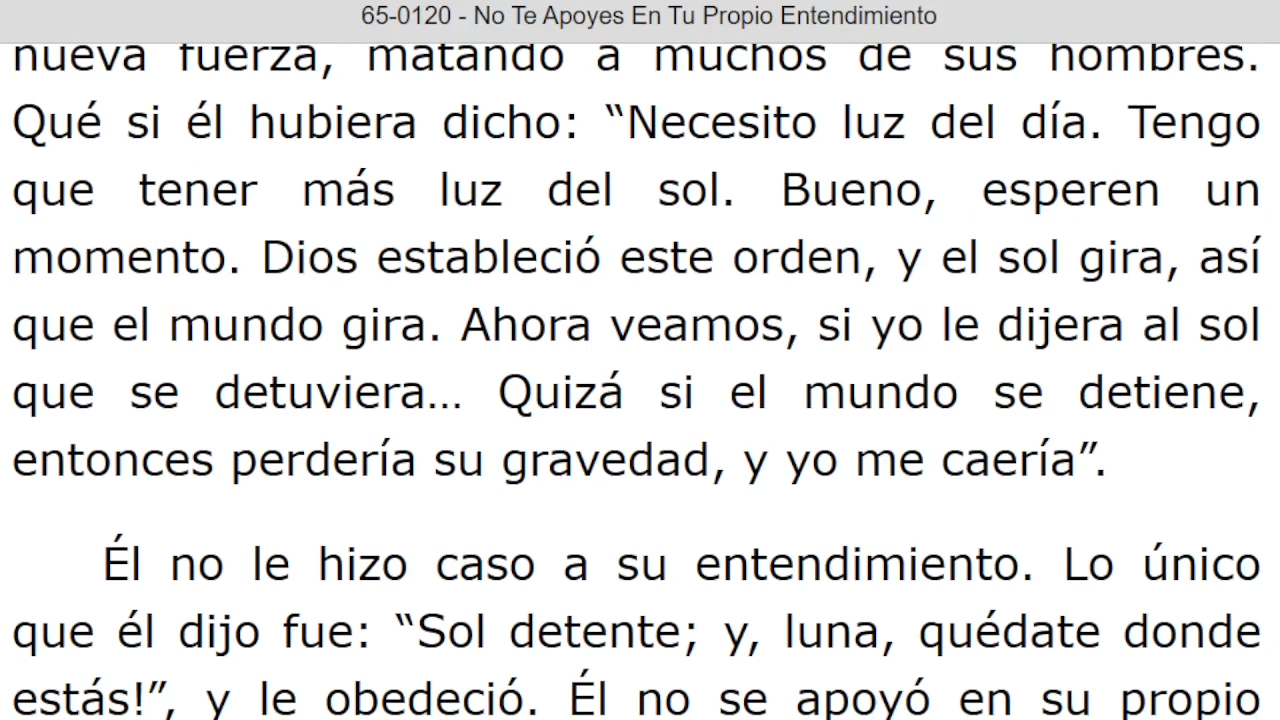 65-0120 - No Te Apoyes En Tu Propio Entendimiento
nueva fuerza, matando a muchos de sus hombres.
Qué si él hubiera dicho: “Necesito luz del día. Tengo
que tener más luz del sol. Bueno, esperen un
momento. Dios estableció este orden, y el sol gira, así
que el mundo gira. Ahora veamos, si yo le dijera al sol
que se detuviera... Quizá si el mundo se detiene,
entonces perdería su gravedad, y yo me caería”.
Él no le hizo caso a su entendimiento. Lo único
que él dijo fue: “Sol detente; y, luna, quédate donde
estás!”, y le obedeció. Él no se apoyó en su propio